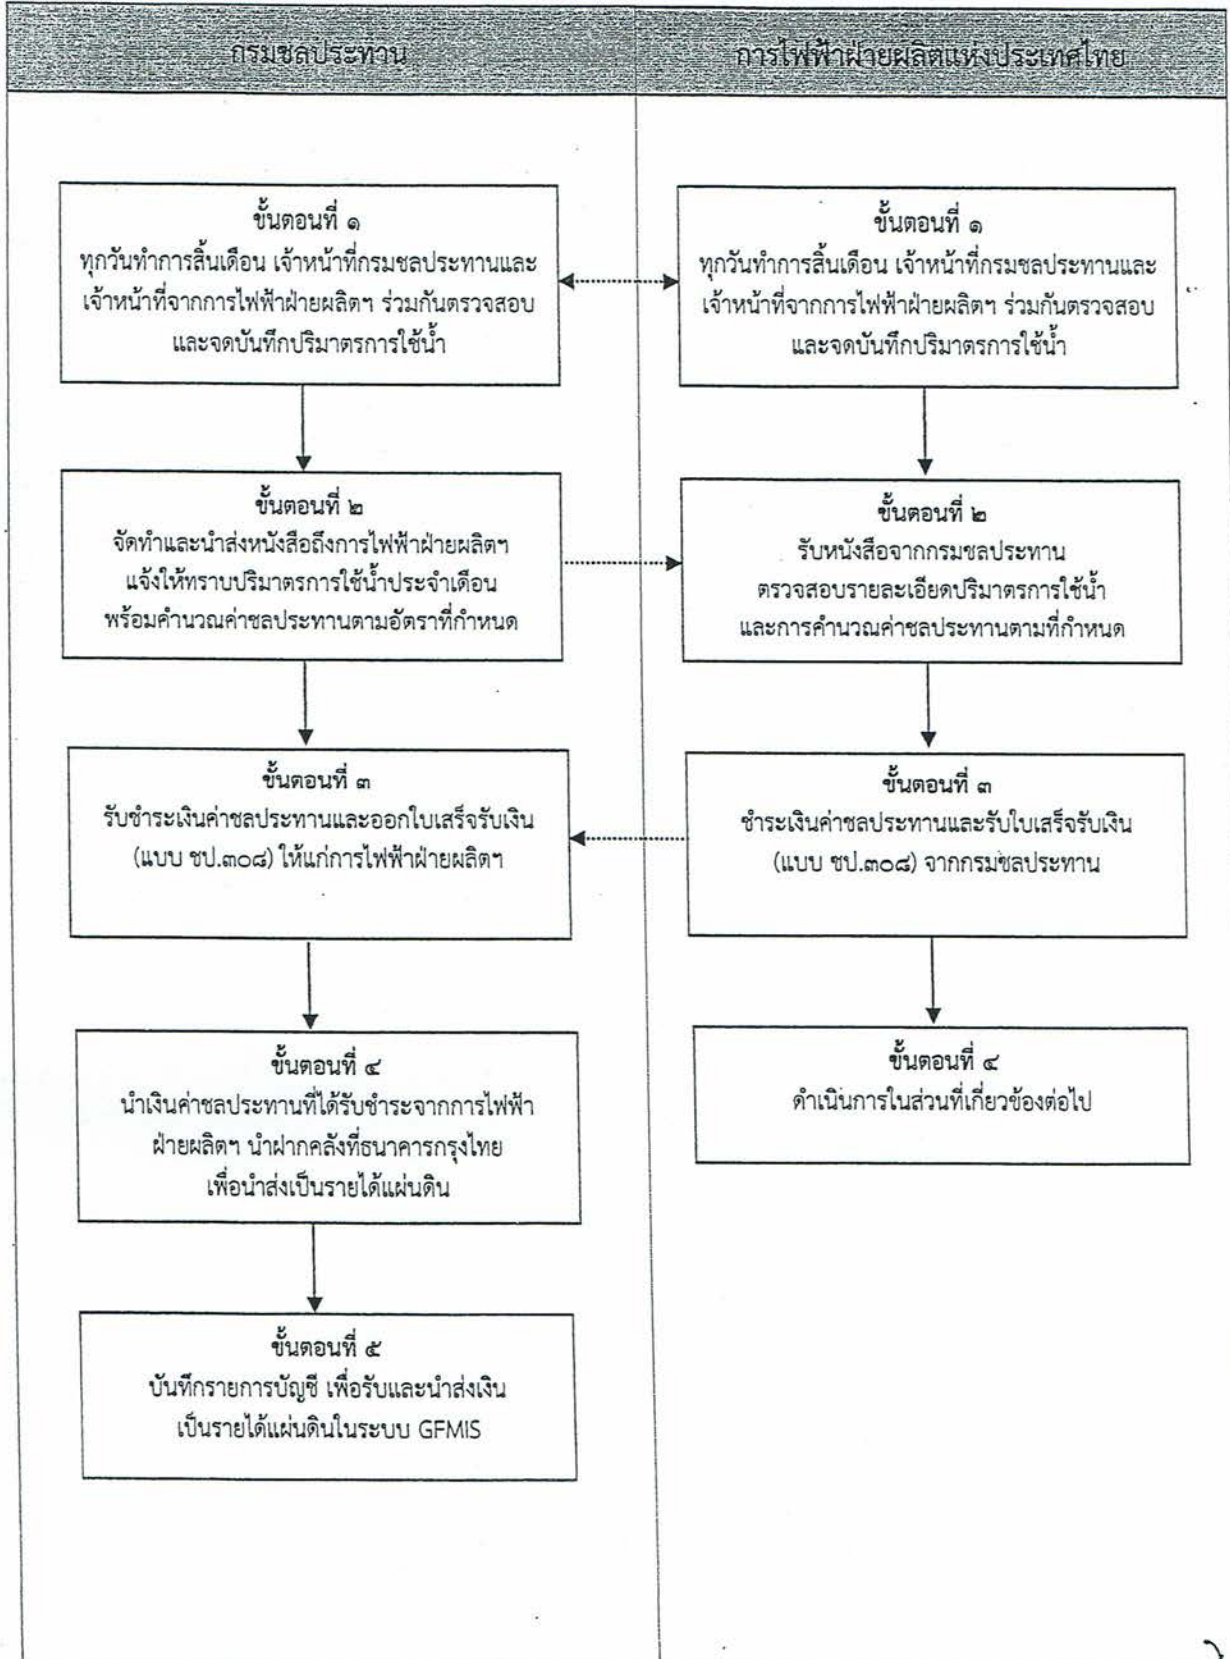 กรมชลประทาน
การไฟฟ้าฝ่ายผลิตแห่งประเทศไทย
ขั้นตอนที่ ๑
ทุกวันทำการสิ้นเดือน เจ้าหน้าที่กรมชลประทานและ
เจ้าหน้าที่จากการไฟฟ้าฝ่ายผลิตฯ ร่วมกันตรวจสอบ
และจดบันทึกปริมาตรการใช้น้ำ
ขั้นตอนที่ ๑
ทุกวันทำการสิ้นเดือน เจ้าหน้าที่กรมชลประทานและ
เจ้าหน้าที่จากการไฟฟ้าฝ่ายผลิตฯ ร่วมกันตรวจสอบ
และจดบันทึกปริมาตรการใช้น้ำ
ขั้นตอนที่ ๒
จัดทำและนำส่งหนังสือถึงการไฟฟ้าฝ่ายผลิตฯ
แจ้งให้ทราบปริมาตรการใช้น้ำประจำเดือน
พร้อมคำนวณค่าชลประทานตามอัตราที่กำหนด
ขั้นตอนที่ ๒
รับหนังสือจากกรมชลประทาน
ตรวจสอบรายละเอียดปริมาตรการใช้น้ำ
และการคำนวณค่าชลประทานตามที่กำหนด
ขั้นตอนที่ ๓
รับชำระเงินค่าชลประทานและออกใบเสร็จรับเงิน
(แบบ ชป.๓๐๘) ให้แก่การไฟฟ้าฝ่ายผลิตฯ
ขั้นตอนที่ ๓
ชำระเงินค่าชลประทานและรับใบเสร็จรับเงิน
(แบบ ชป.๓๐๘) จากกรมชลประทาน
ขั้นตอนที่ ๔
นำเงินค่าชลประทานที่ได้รับชำระจากการไฟฟ้า
ฝ่ายผลิตฯ นำฝากคลังที่ธนาคารกรุงไทย
เพื่อนำส่งเป็นรายได้แผ่นดิน
ขั้นตอนที่ ๔
ดำเนินการในส่วนที่เกี่ยวข้องต่อไป
ขั้นตอนที่ ๕
บันทึกรายการบัญชี เพื่อรับและนำส่งเงิน
เป็นรายได้แผ่นดินในระบบ GFMIS